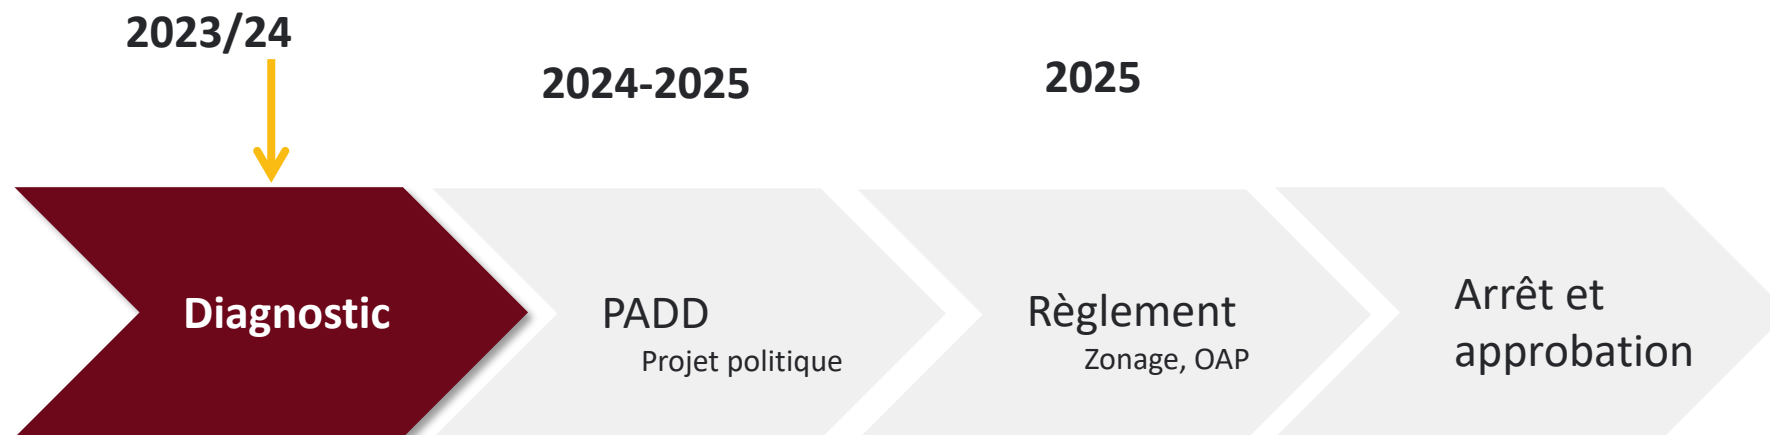 2023/24
2024-2025
2025
Diagnostic
PADD
Projet politique
Règlement
Zonage, OAP
Arrêt et
approbation